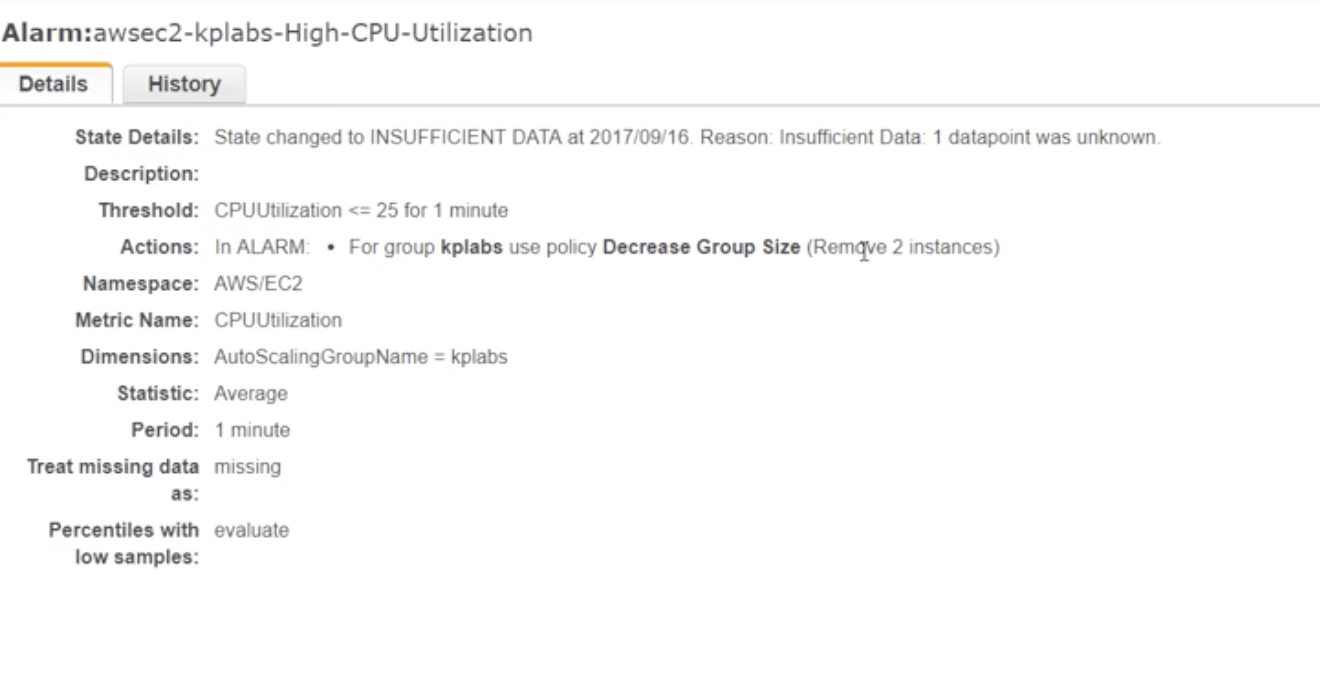 Alarm:awsec2-kplabs-High-CPU-Utilization
Details History
State Details: State changed to INSUFFICIENT DATA at 2017/09/16. Reason: Insufficient Data: 1 datapoint was unknown.
Description:
Threshold: CPUUtilization <= 25 for 1 minute
Actions: In ALARM: • For group kplabs use policy Decrease Group Size (Remove 2 instances)
Namespace: AWS/EC2
Metric Name: CPUUtilization
Dimensions: AutoScalingGroupName = kplabs
Statistic: Average
Period: 1 minute
Treat missing data missing
as:
Percentiles with evaluate
low samples: